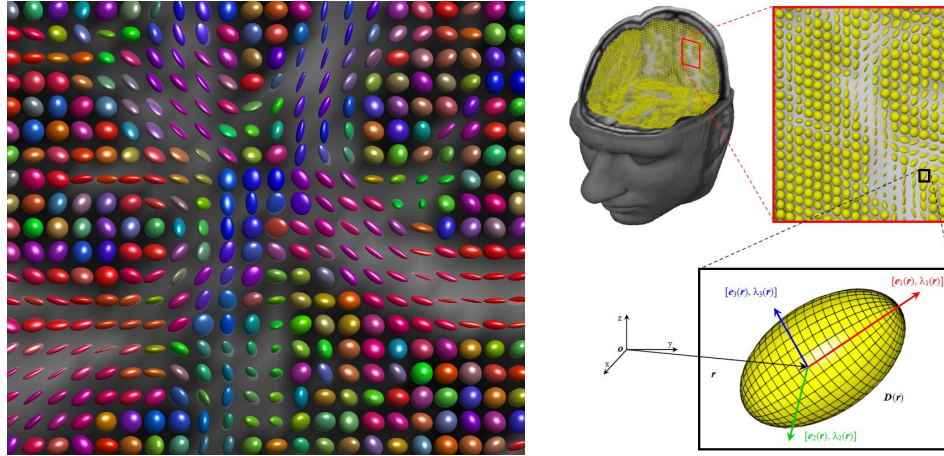 [e₃(r), λ₃(r)]
[e₁(r), λ₁(r)]
z
o
y
x
r
D(r)
[e₂(r), λ₂(r)]